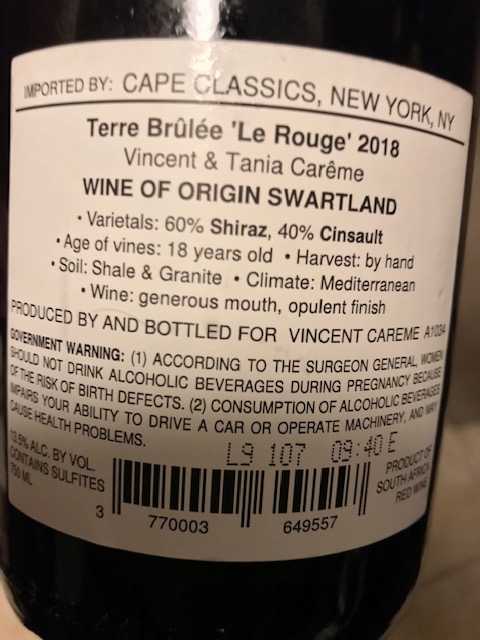 IMPORTED BY: CAPE CLASSICS, NEW YORK, NY
Terre Brûlée 'Le Rouge' 2018
Vincent & Tania Carême
WINE OF ORIGIN SWARTLAND
• Varietals: 60% Shiraz, 40% Cinsault
• Age of vines: 18 years old • Harvest: by hand
• Soil: Shale & Granite • Climate: Mediterranean
• Wine: generous mouth, opulent finish
PRODUCED BY AND BOTTLED FOR VINCENT CAREME A1034
GOVERNMENT WARNING: (1) ACCORDING TO THE SURGEON GENERAL, WOMEN
SHOULD NOT DRINK ALCOHOLIC BEVERAGES DURING PREGNANCY BECAUSE
OF THE RISK OF BIRTH DEFECTS. (2) CONSUMPTION OF ALCOHOLIC BEVERAGES
IMPAIRS YOUR ABILITY TO DRIVE A CAR OR OPERATE MACHINERY, AND MAY
CAUSE HEALTH PROBLEMS.
L9 107 09:40 E
13.5% ALC. BY VOL.
CONTAINS SULFITES
750 ML
PRODUCT OF
SOUTH AFRICA
RED WINE
3 770003 649557